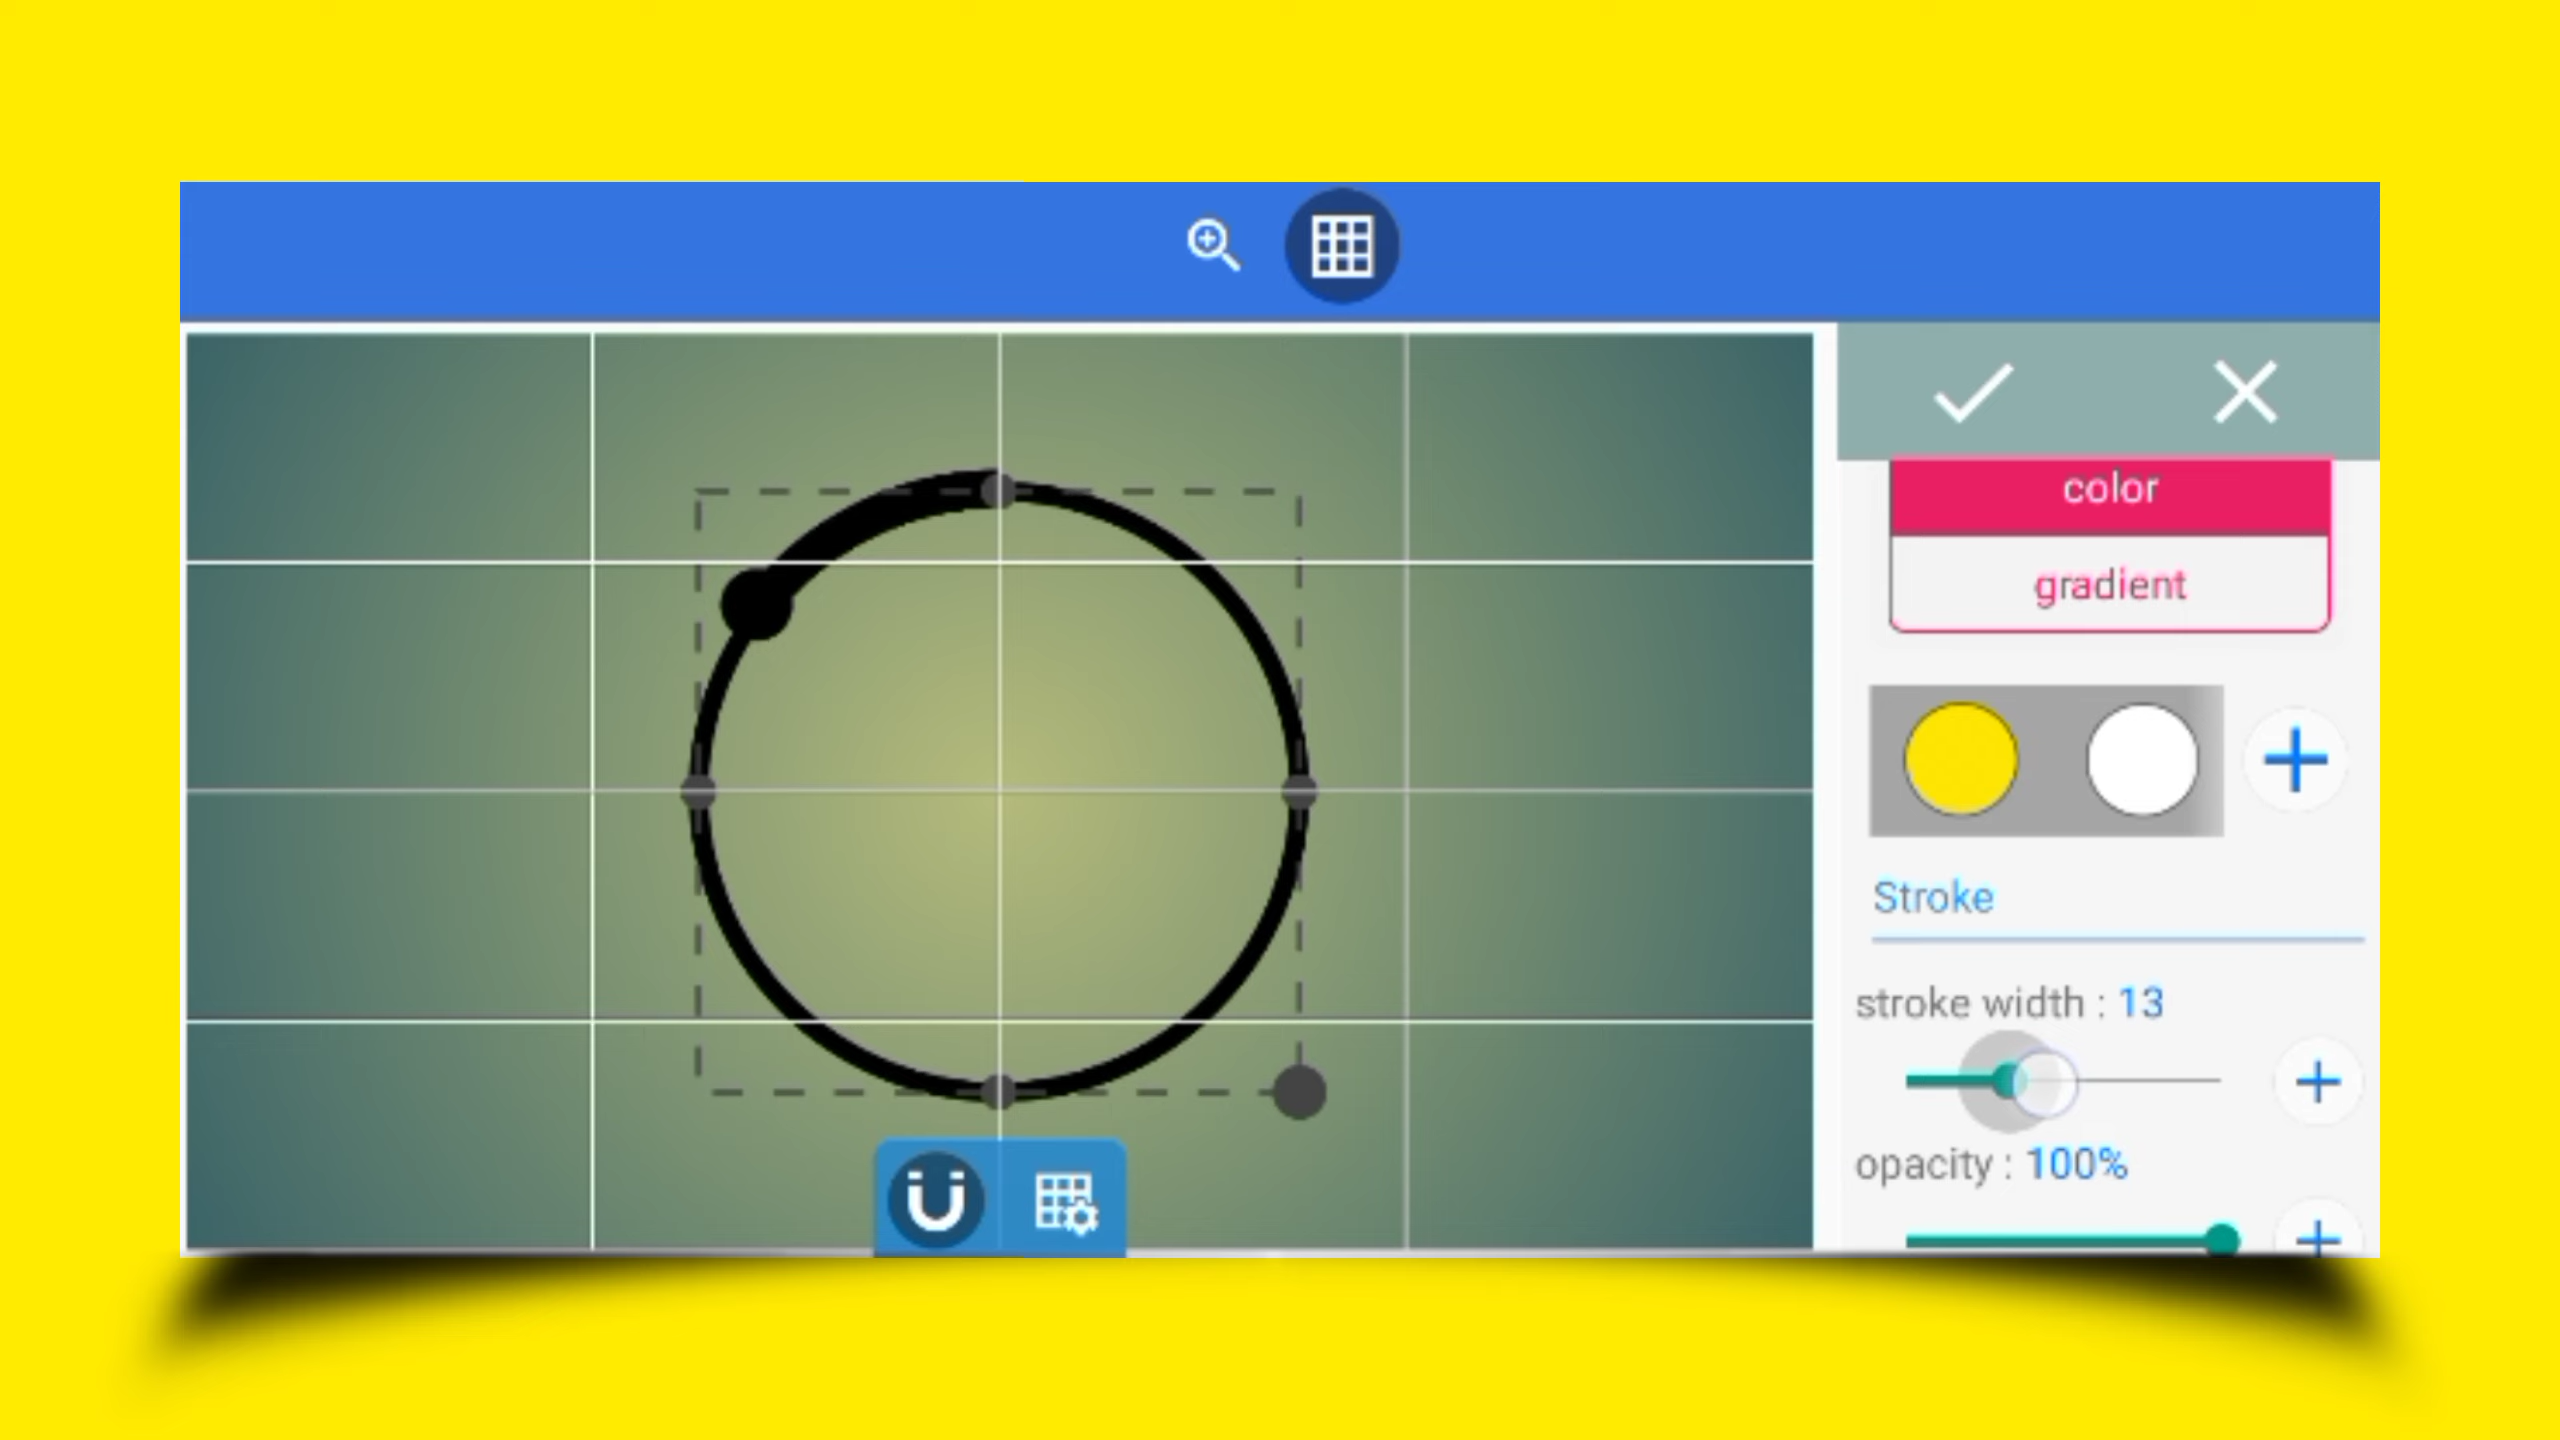 color
gradient
Stroke
stroke width : 13
opacity : 100%